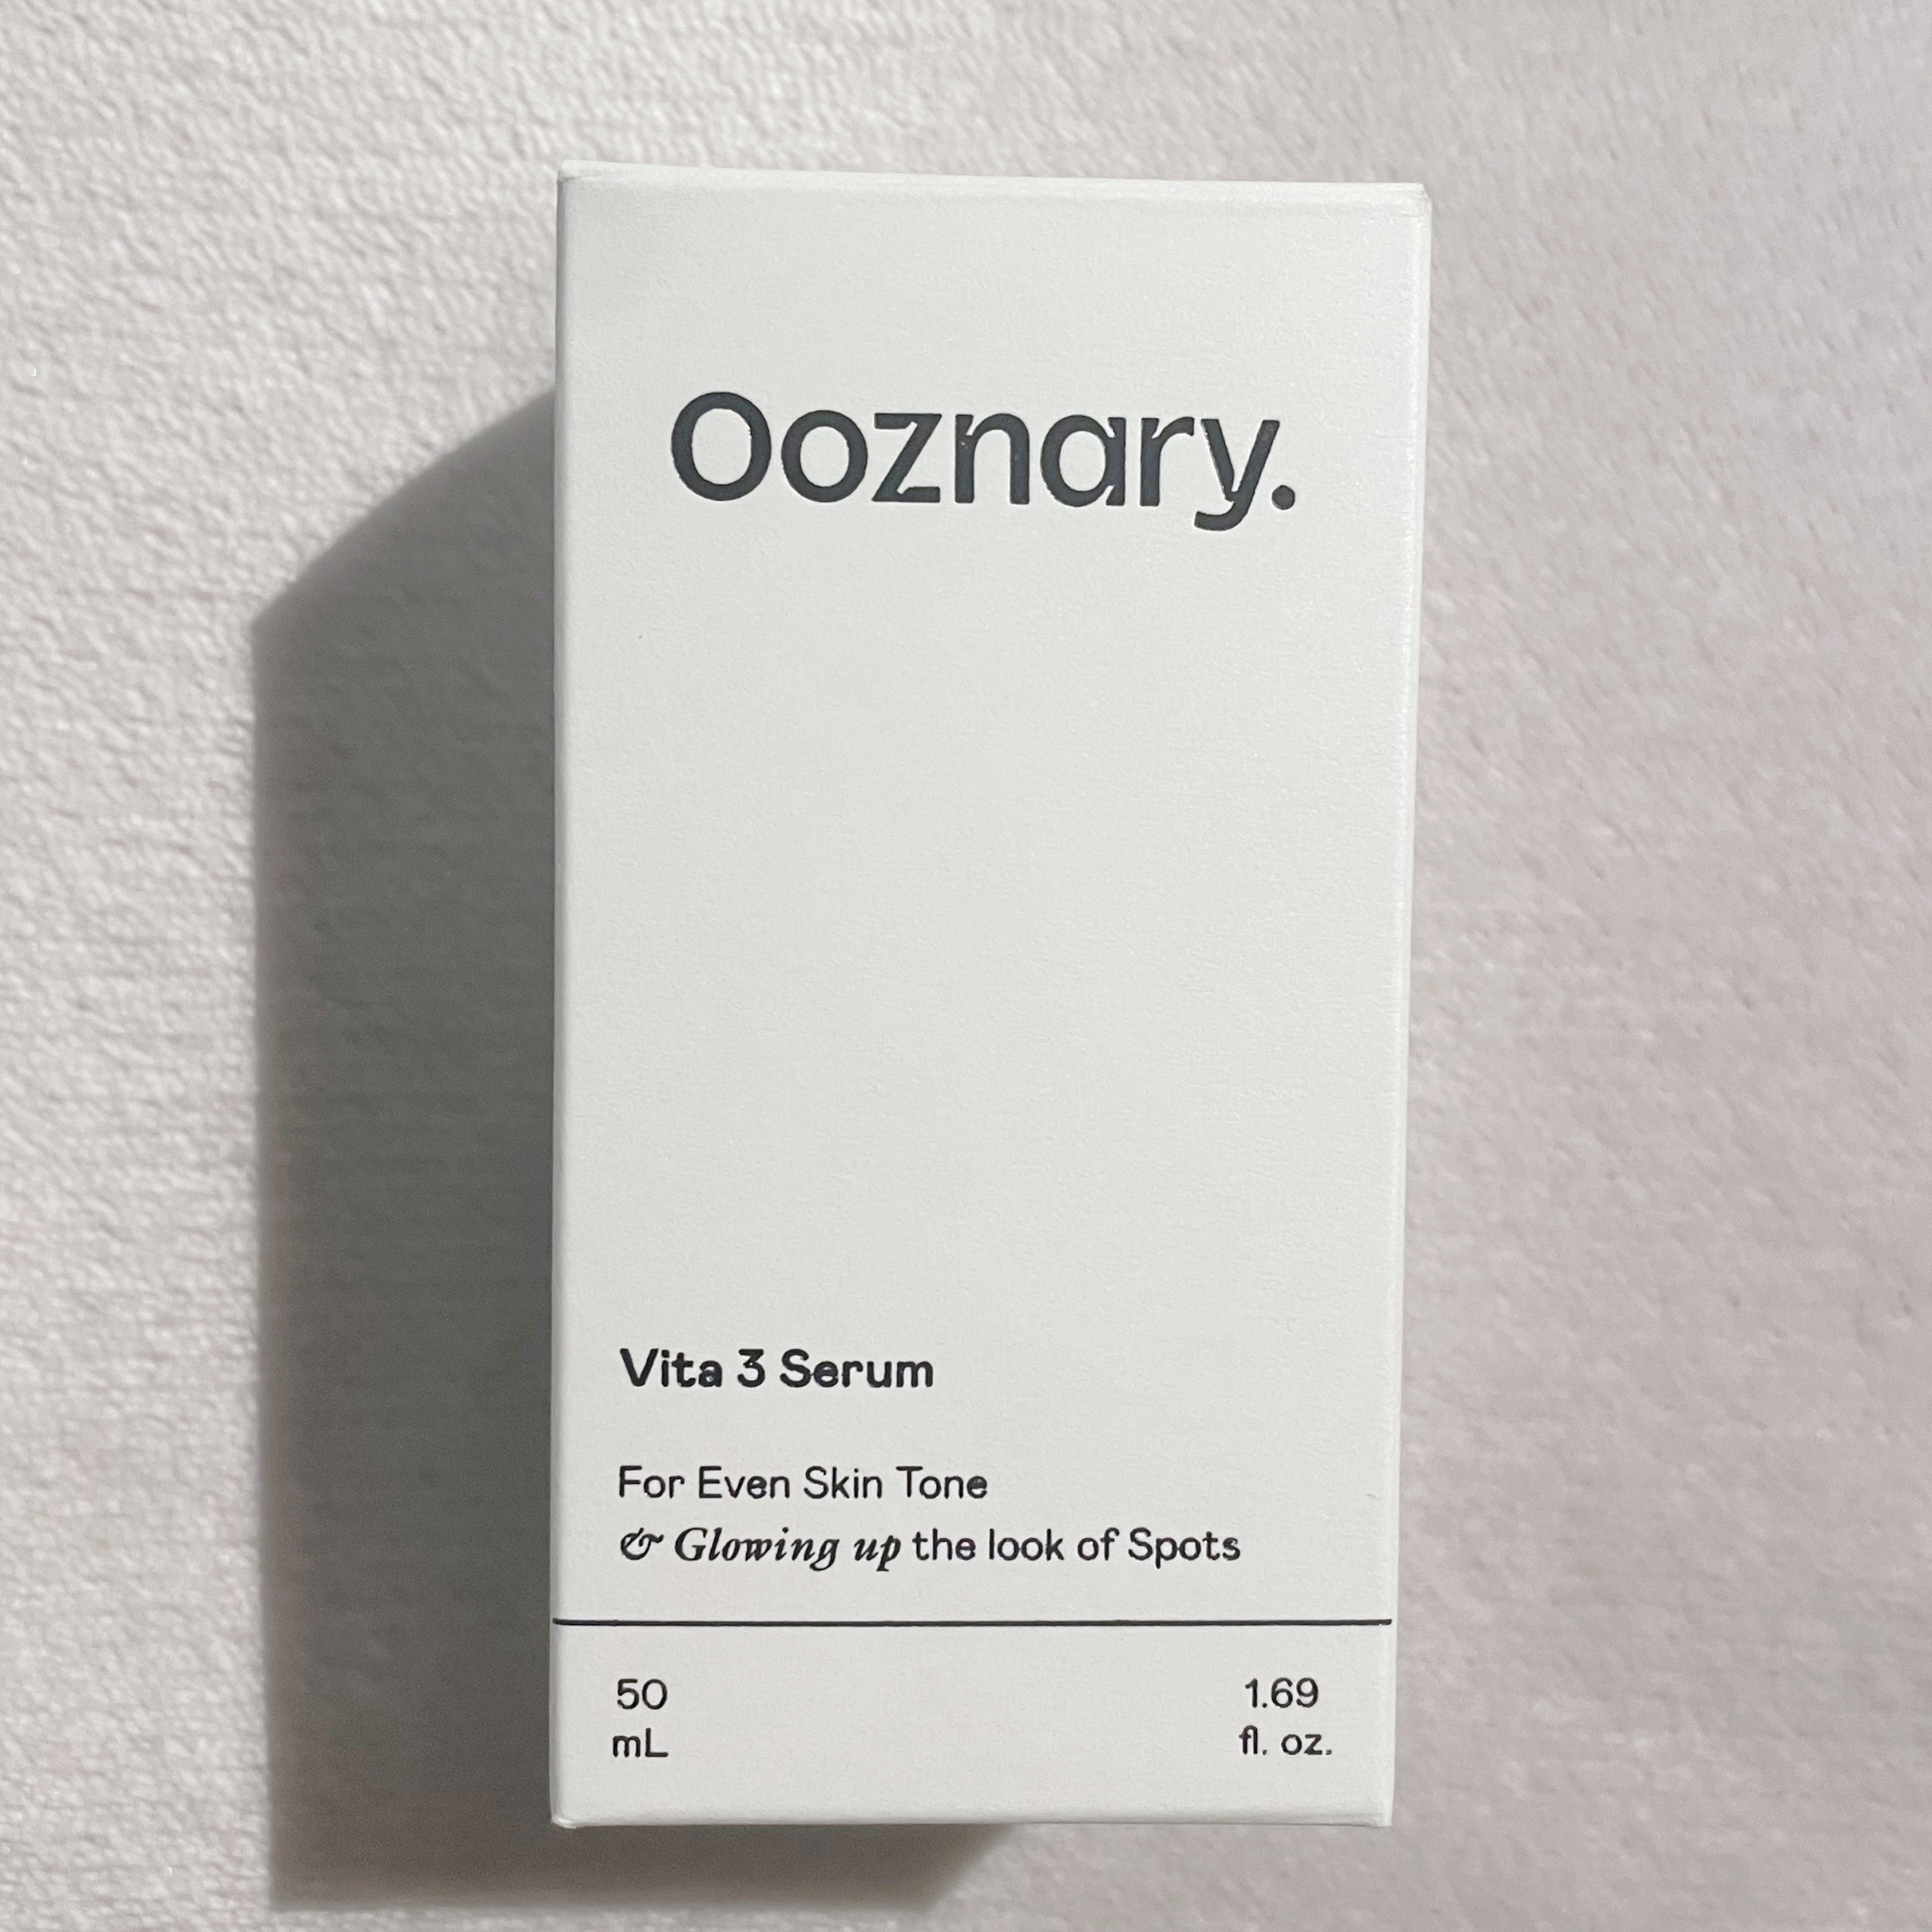 Ooznary.
Vita 3 Serum
For Even Skin Tone
& Glowing up the look of Spots
50
mL
1.69
fl. oz.